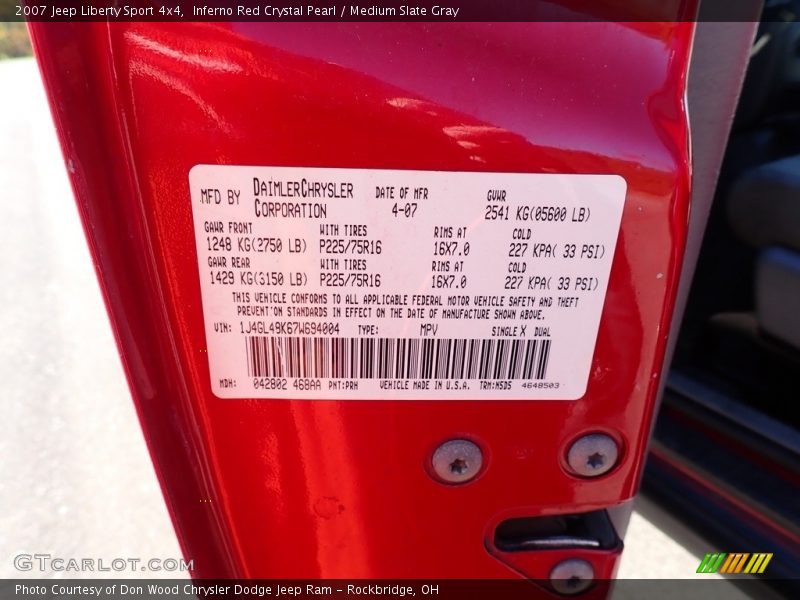 2007 Jeep Liberty Sport 4x4, Inferno Red Crystal Pearl / Medium Slate Gray
MFD BY DAIMLERCHRYSLER CORPORATION DATE OF MFR 4-07 GVWR 2541 KG(05600 LB)
GAWR FRONT WITH TIRES RIMS AT COLD
1248 KG(2750 LB) P225/75R16 16X7.0 227 KPA( 33 PSI)
GAWR REAR WITH TIRES RIMS AT COLD
1429 KG(3150 LB) P225/75R16 16X7.0 227 KPA( 33 PSI)
THIS VEHICLE CONFORMS TO ALL APPLICABLE FEDERAL MOTOR VEHICLE SAFETY AND THEFT
PREVENTION STANDARDS IN EFFECT ON THE DATE OF MANUFACTURE SHOWN ABOVE.
VIN: 1J4GL48K67W694004 TYPE: MPV SINGLE X DUAL
MDH: 042802 468AA PNT:PRH VEHICLE MADE IN U.S.A. TRM:M5D5 4648503
GTCARLOT.COM
Photo Courtesy of Don Wood Chrysler Dodge Jeep Ram - Rockbridge, OH